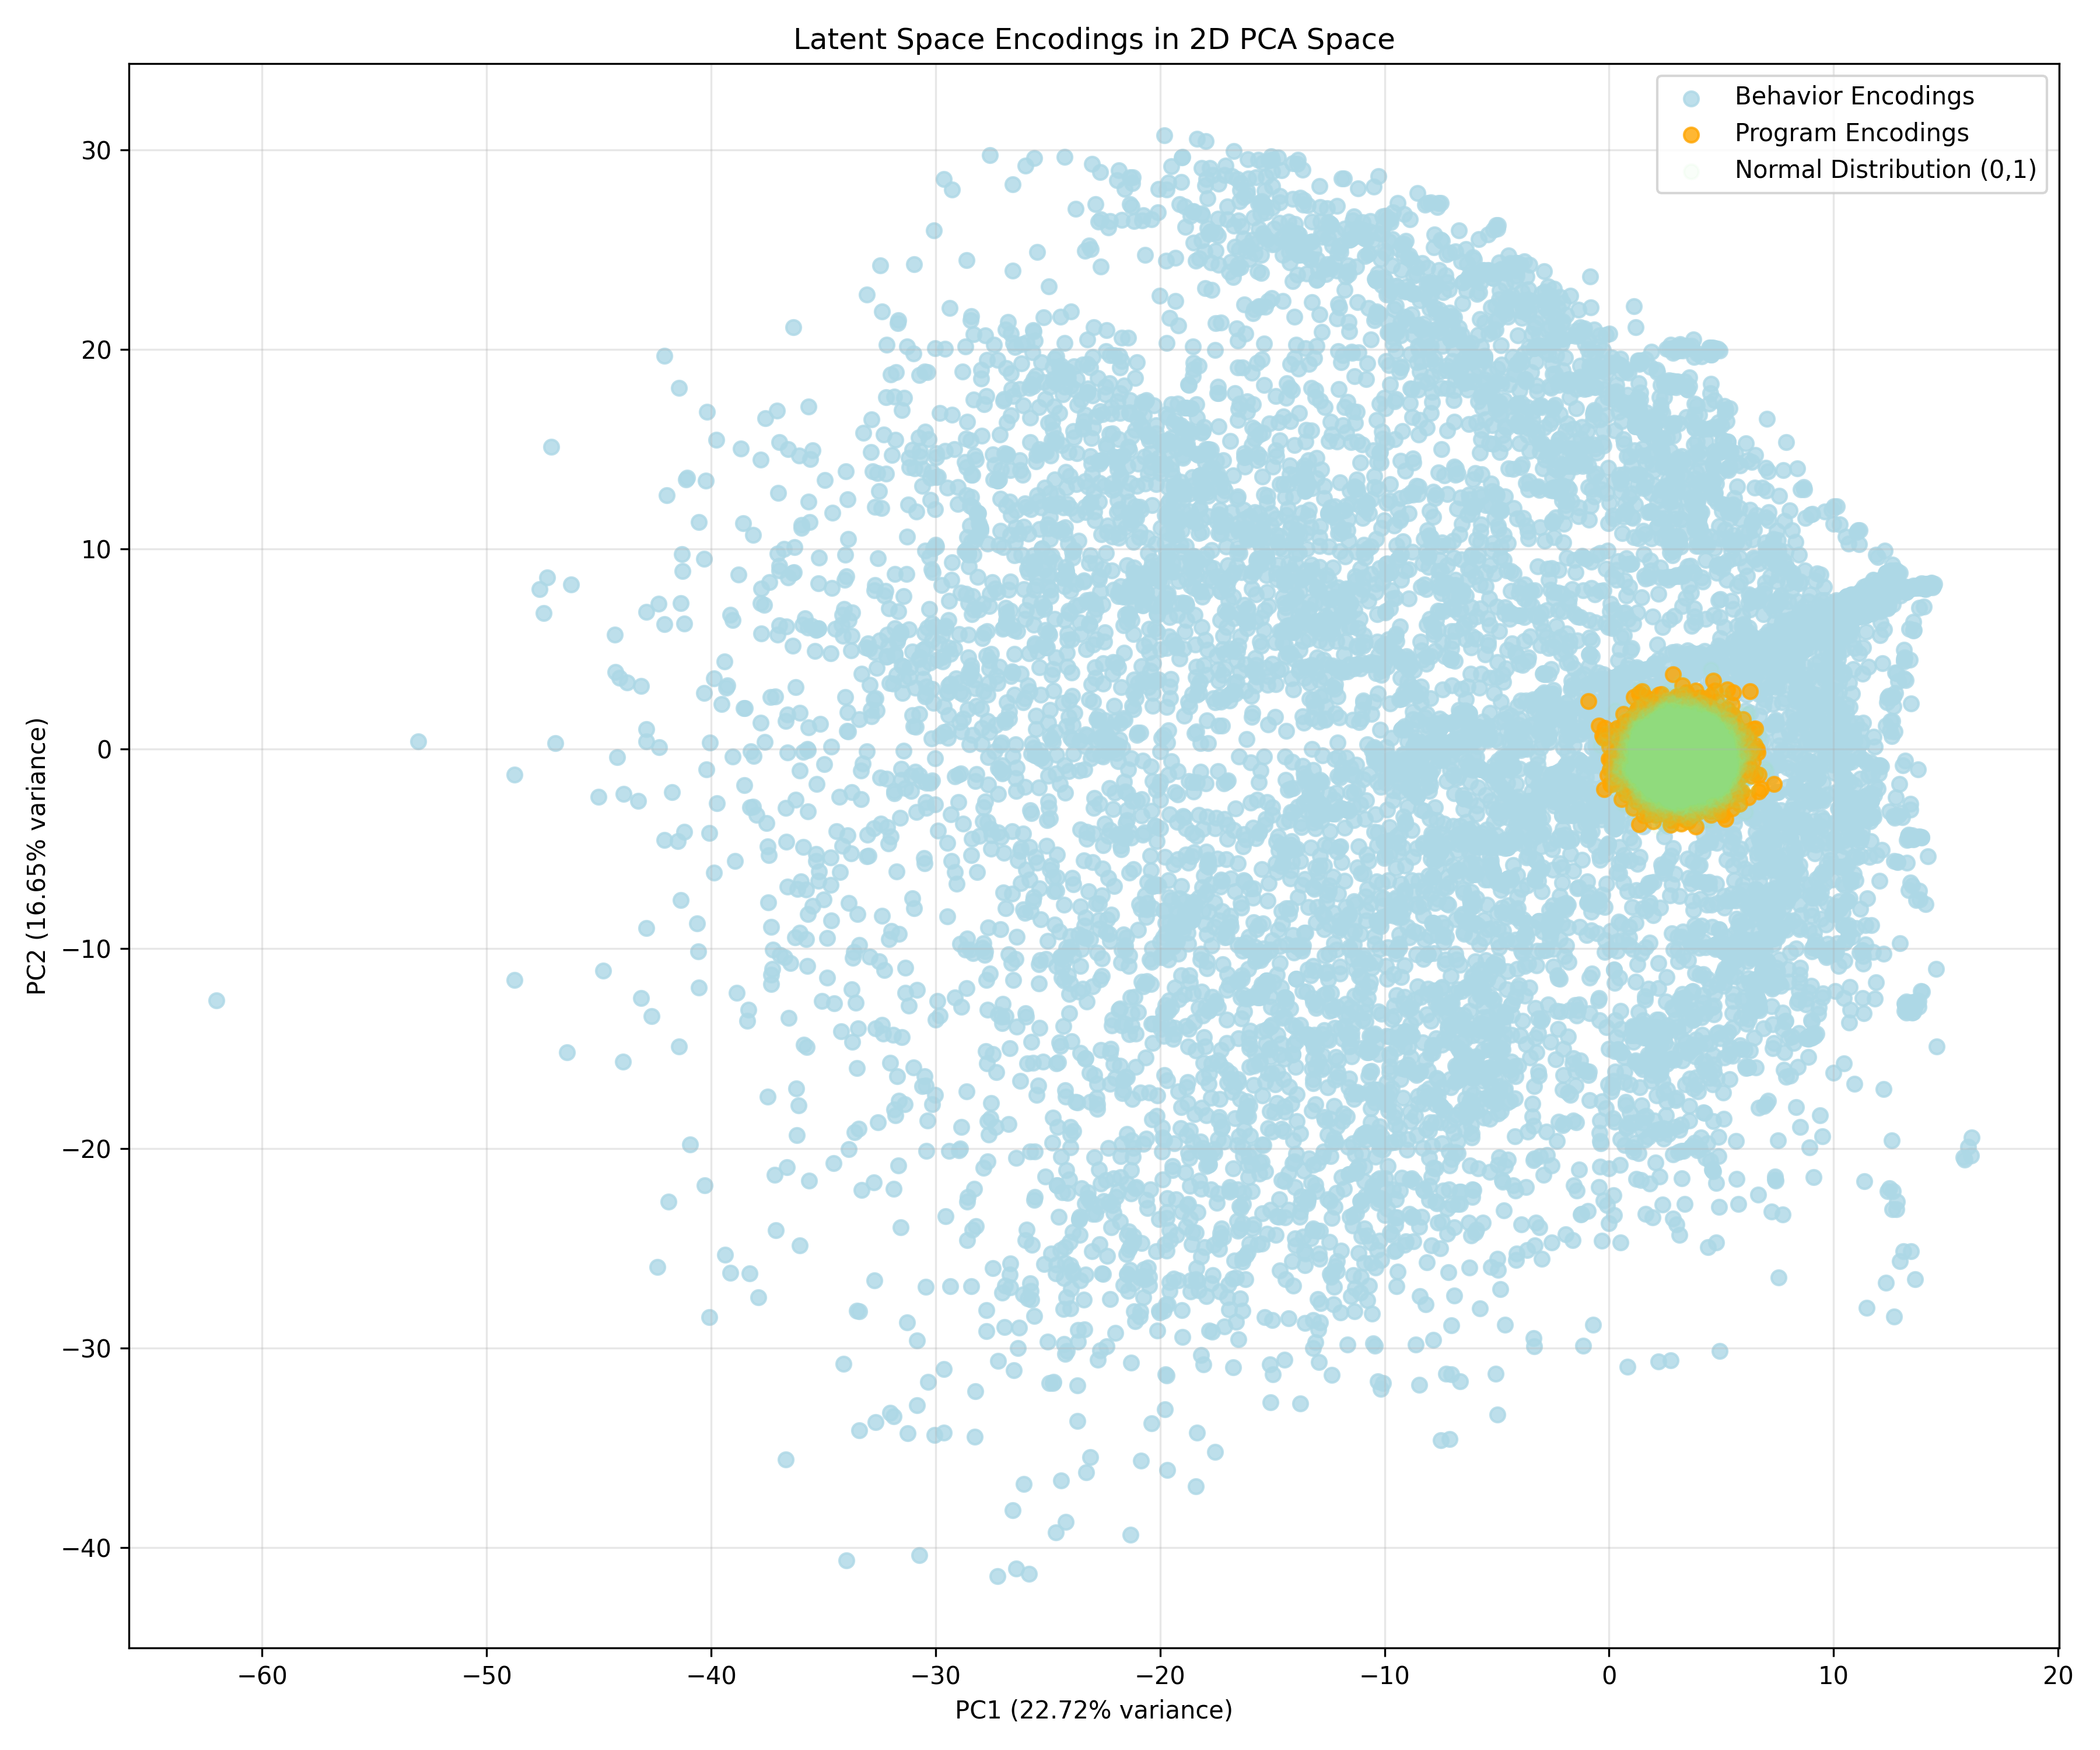 Latent Space Encodings in 2D PCA Space
Behavior Encodings
Program Encodings
Normal Distribution (0,1)
PC2 (16.65% variance)
30
20
10
0
−10
−20
−30
−40
−60
−50
−40
−30
−20
−10
0
10
20
PC1 (22.72% variance)